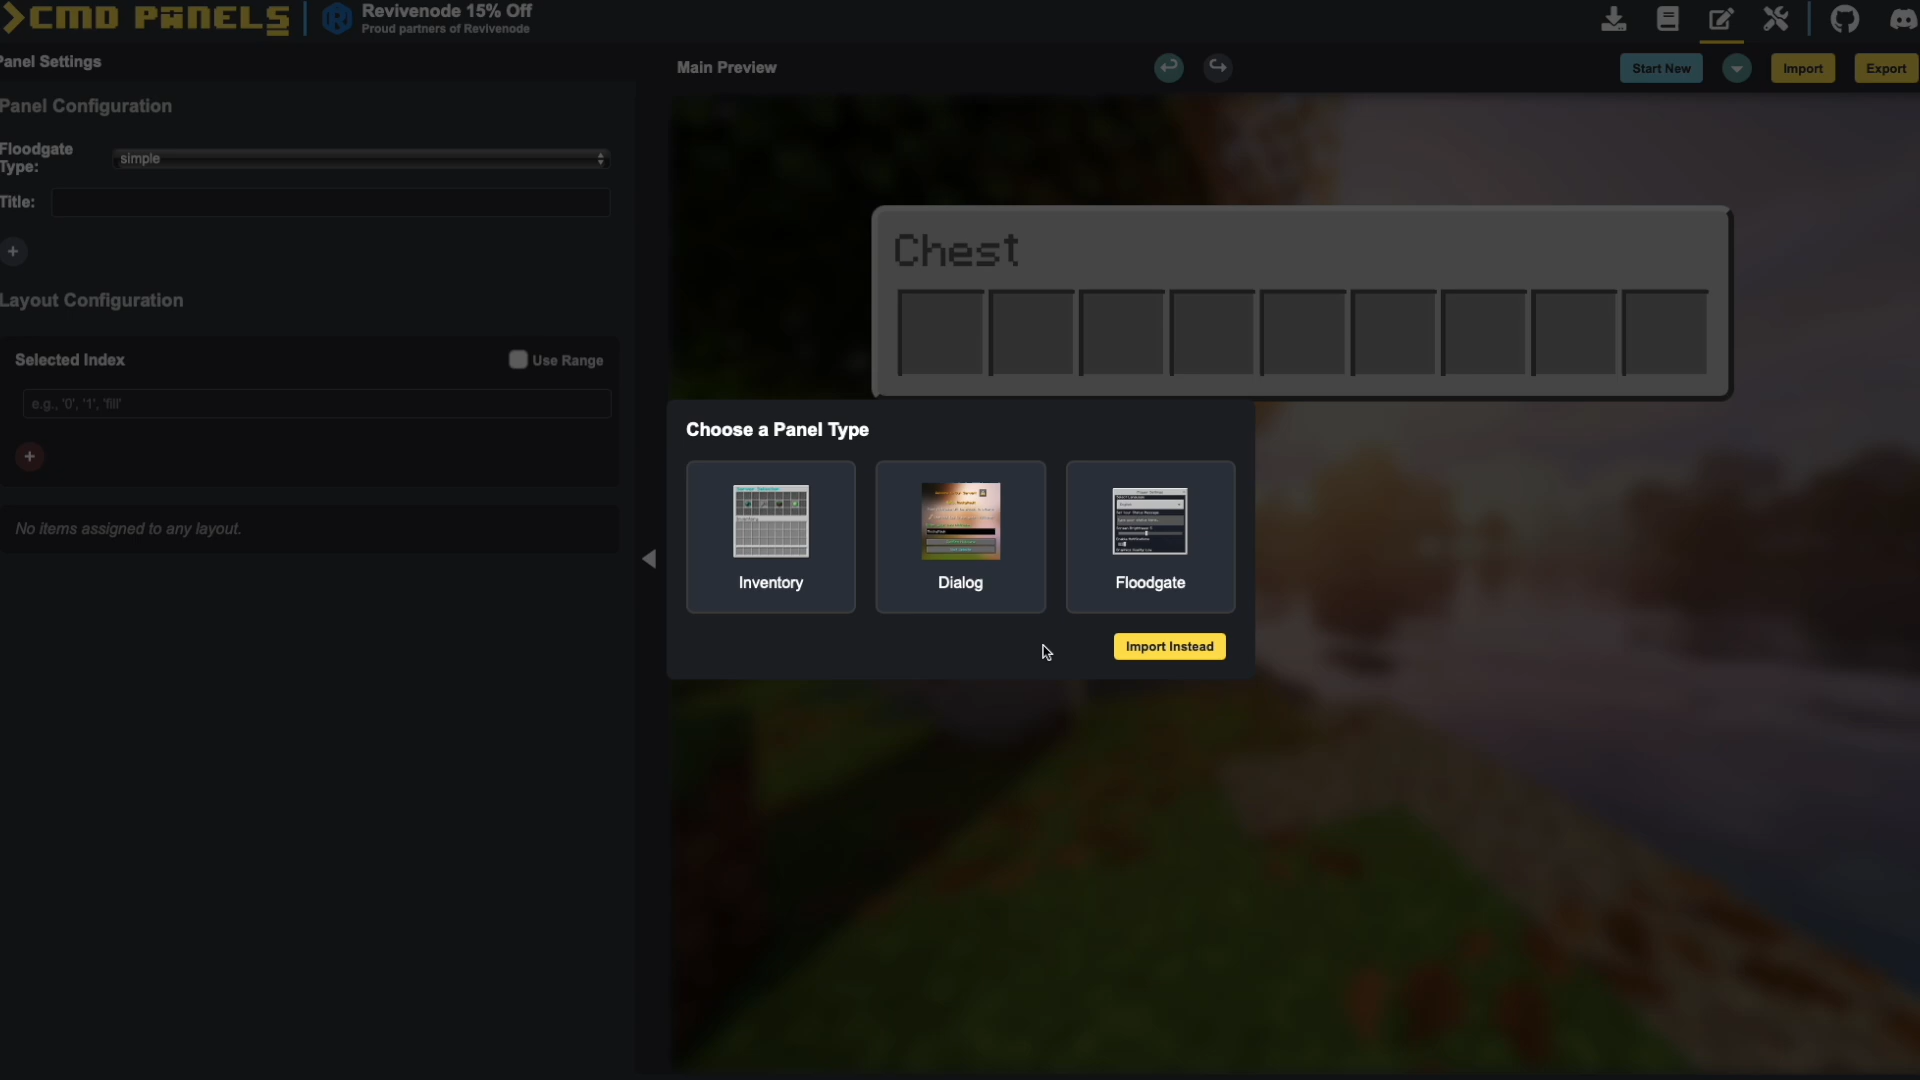 >CMD PANELS
Revivenode 15% Off
Proud partners of Revivenode
Panel Settings
Main Preview
Start New
Import
Export
Panel Configuration
Floodgate
Type:
simple
Title:
+
Layout Configuration
Selected Index
Use Range
e.g., '0', '1', 'fill'
+
No items assigned to any layout.
Chest
Choose a Panel Type
Inventory
Dialog
Floodgate
Import Instead